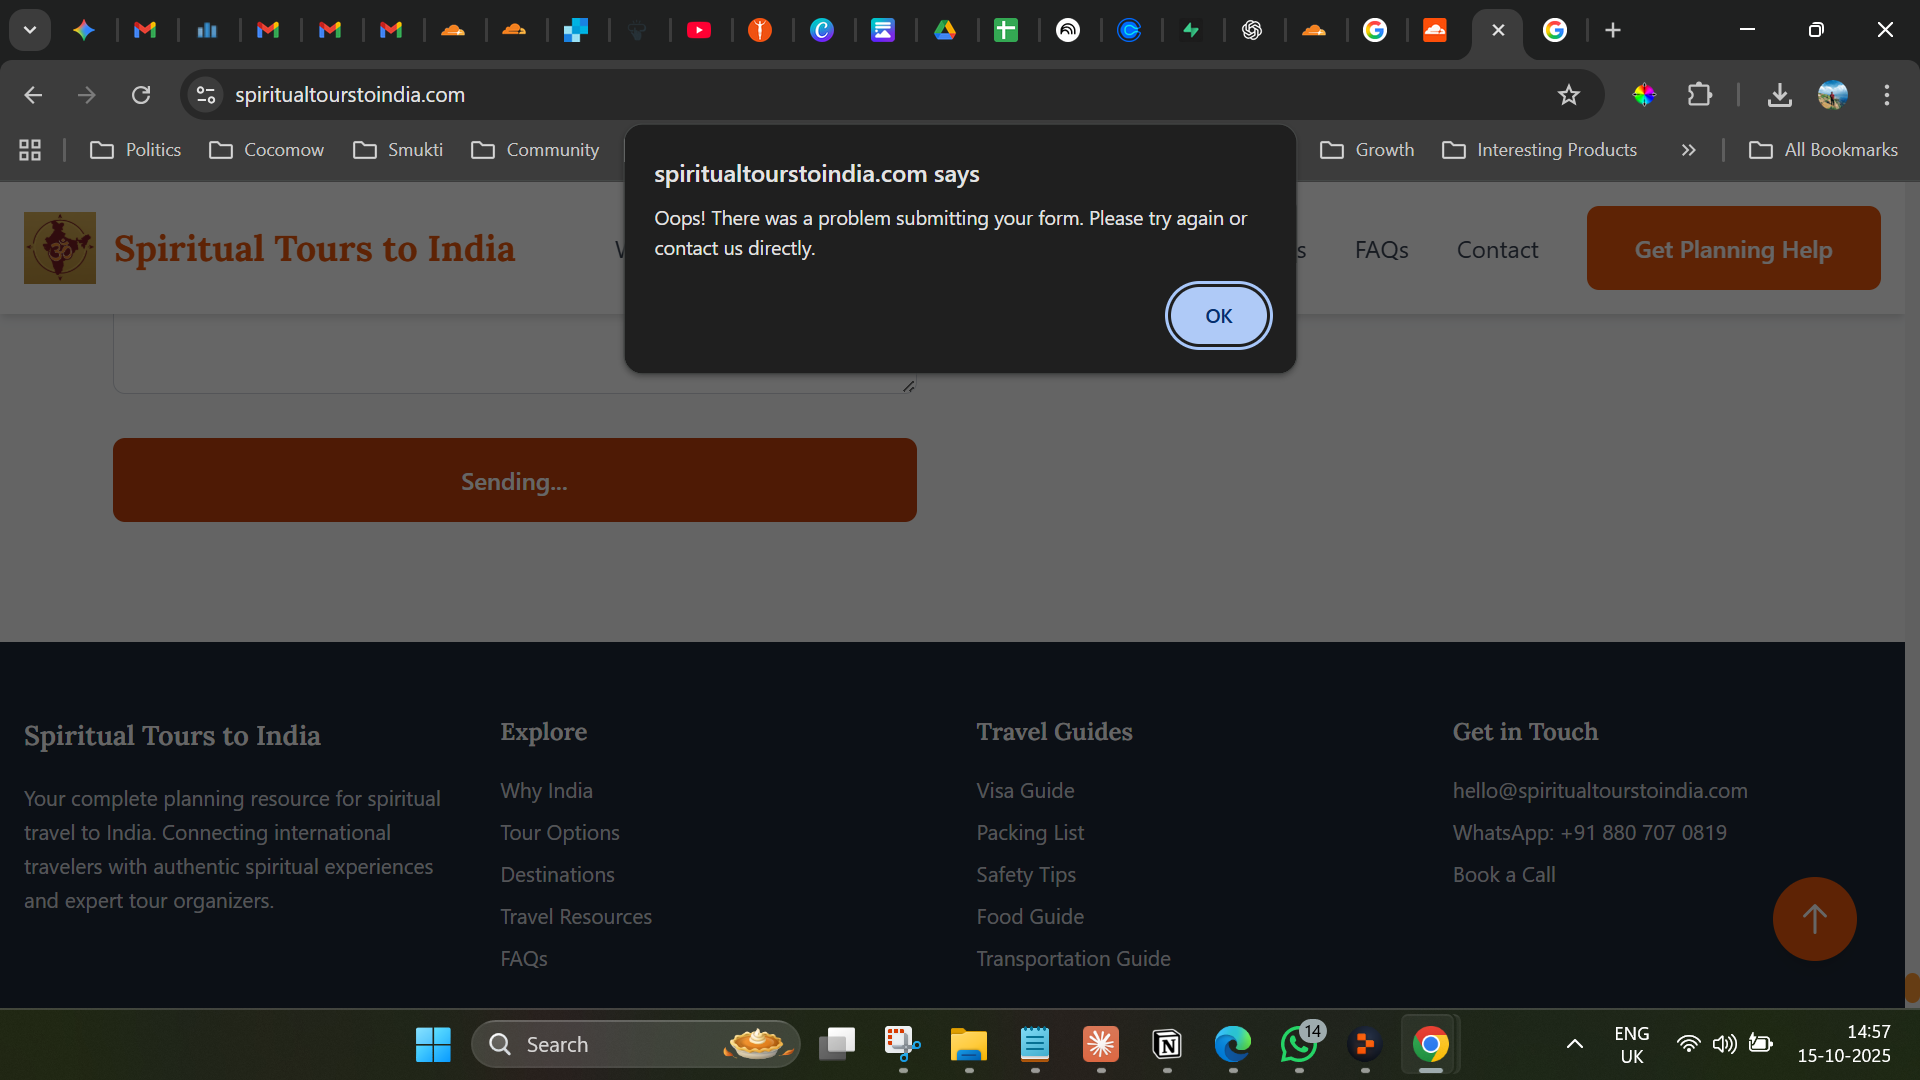 spiritualtourstoindia.com
Politics
Cocomow
Smukti
Community
Growth
Interesting Products
All Bookmarks
spiritualtourstoindia.com says
Oops! There was a problem submitting your form. Please try again or
contact us directly.
OK
Spiritual Tours to India
FAQs
Contact
Get Planning Help
Sending...
Spiritual Tours to India
Your complete planning resource for spiritual
travel to India. Connecting international
travelers with authentic spiritual experiences
and expert tour organizers.
Explore
Why India
Tour Options
Destinations
Travel Resources
FAQs
Travel Guides
Visa Guide
Packing List
Safety Tips
Food Guide
Transportation Guide
Get in Touch
hello@spiritualtourstoindia.com
WhatsApp: +91 880 707 0819
Book a Call
Search
14
ENG
UK
14:57
15-10-2025